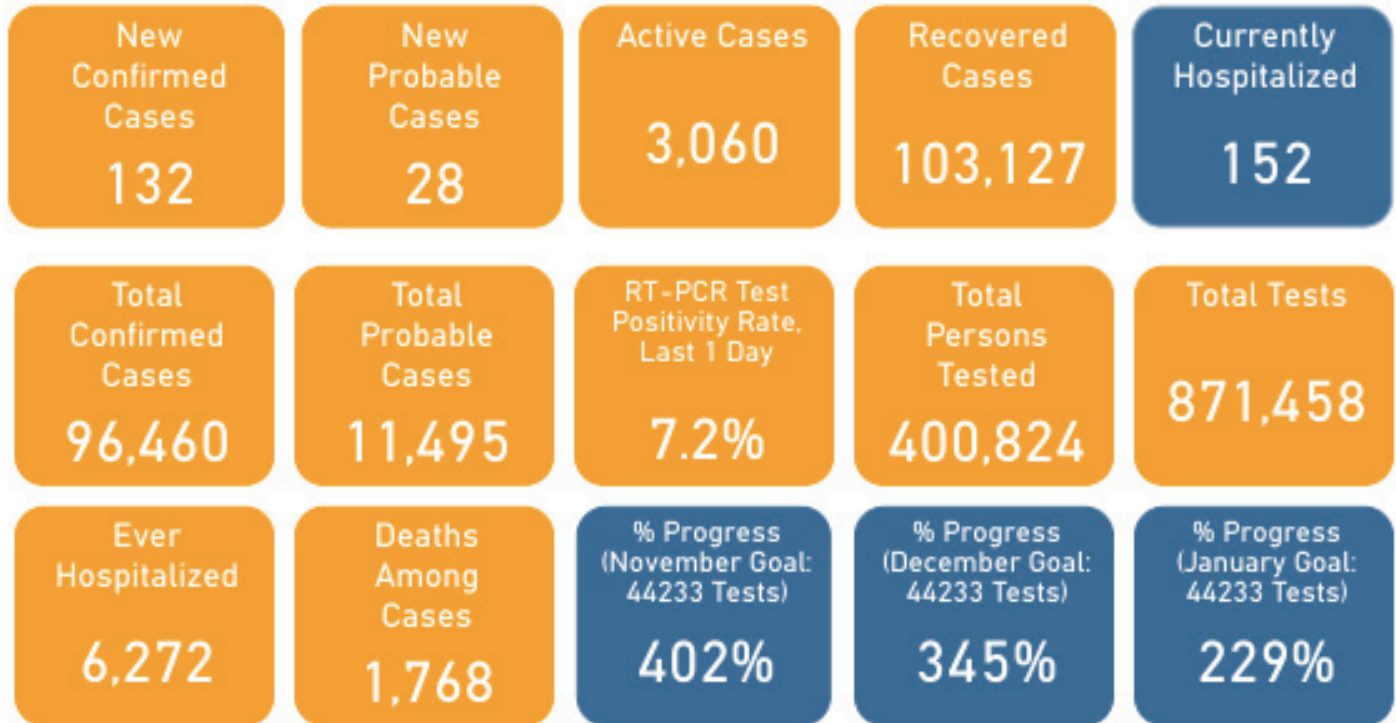 New
Confirmed
Cases
132
New
Probable
Cases
28
Active Cases
3,060
Recovered
Cases
103,127
Currently
Hospitalized
152
Total
Confirmed
Cases
96,460
Total
Probable
Cases
11,495
RT-PCR Test
Positivity Rate,
Last 1 Day
7.2%
Total
Persons
Tested
400,824
Total Tests
871,458
Ever
Hospitalized
6,272
Deaths
Among
Cases
1,768
% Progress
(November Goal:
44233 Tests)
402%
% Progress
(December Goal:
44233 Tests)
345%
% Progress
(January Goal:
44233 Tests)
229%